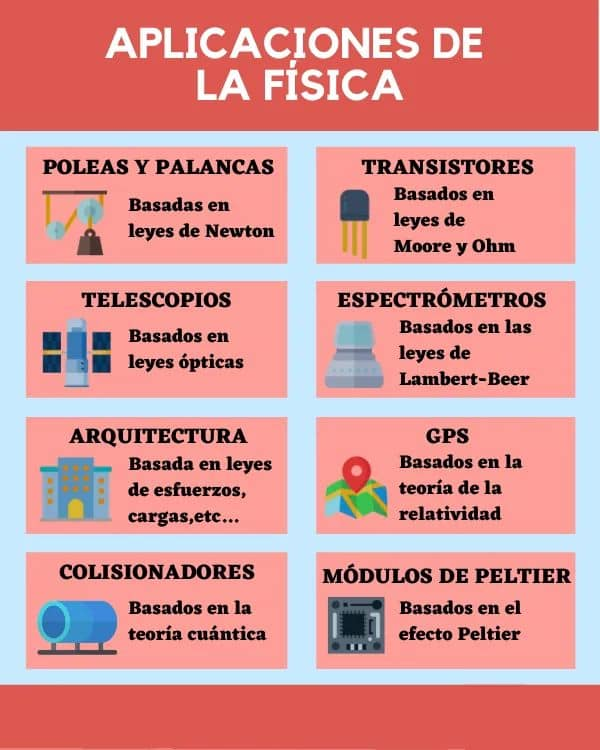 APLICACIONES DE
LA FÍSICA
POLEAS Y PALANCAS
Basadas en
leyes de Newton
TRANSISTORES
Basados en
leyes de
Moore y Ohm
TELESCOPIOS
Basados en
leyes ópticas
ESPECTRÓMETROS
Basados en las
leyes de
Lambert-Beer
ARQUITECTURA
Basada en leyes
de esfuerzos,
cargas,etc...
GPS
Basados en la
teoría de la
relatividad
COLISIONADORES
Basados en la
teoría cuántica
MÓDULOS DE PELTIER
Basados en el
efecto Peltier